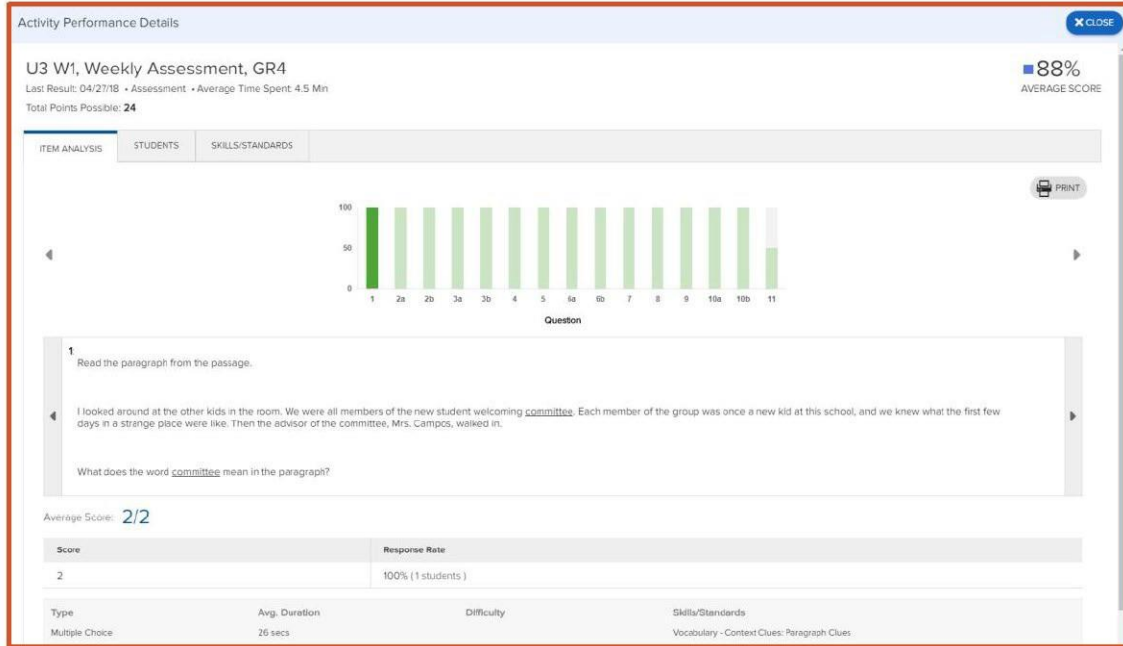 Activity Performance Details
✕ CLOSE
U3 W1, Weekly Assessment, GR4
88%
Last Result: 04/27/18 • Assessment • Average Time Spent: 4.5 Min
AVERAGE SCORE
Total Points Possible: 24
ITEM ANALYSIS STUDENTS SKILLS/STANDARDS
PRINT
100
50
0
1 2a 2b 3a 3b 4 5 6a 6b 7 8 9 10a 10b 11
Question
1
Read the paragraph from the passage.
I looked around at the other kids in the room. We were all members of the new student welcoming committee. Each member of the group was once a new kid at this school, and we knew what the first few
days in a strange place were like. Then the advisor of the committee, Mrs. Campos, walked in.
What does the word committee mean in the paragraph?
Average Score: 2/2
Score Response Rate
2 100% ( 1 students )
Type Avg. Duration Difficulty Skills/Standards
Multiple Choice 26 secs Vocabulary - Context Clues: Paragraph Clues